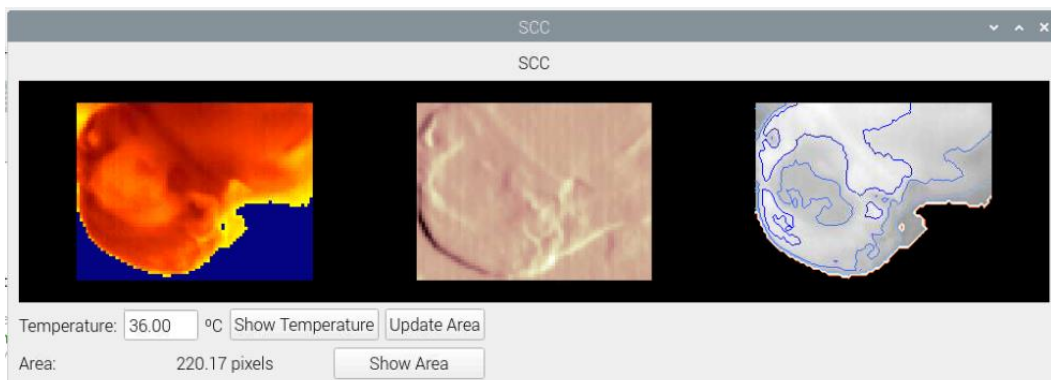 SCC
SCC
Temperature: 36.00 ºC Show Temperature Update Area
Area: 220.17 pixels Show Area